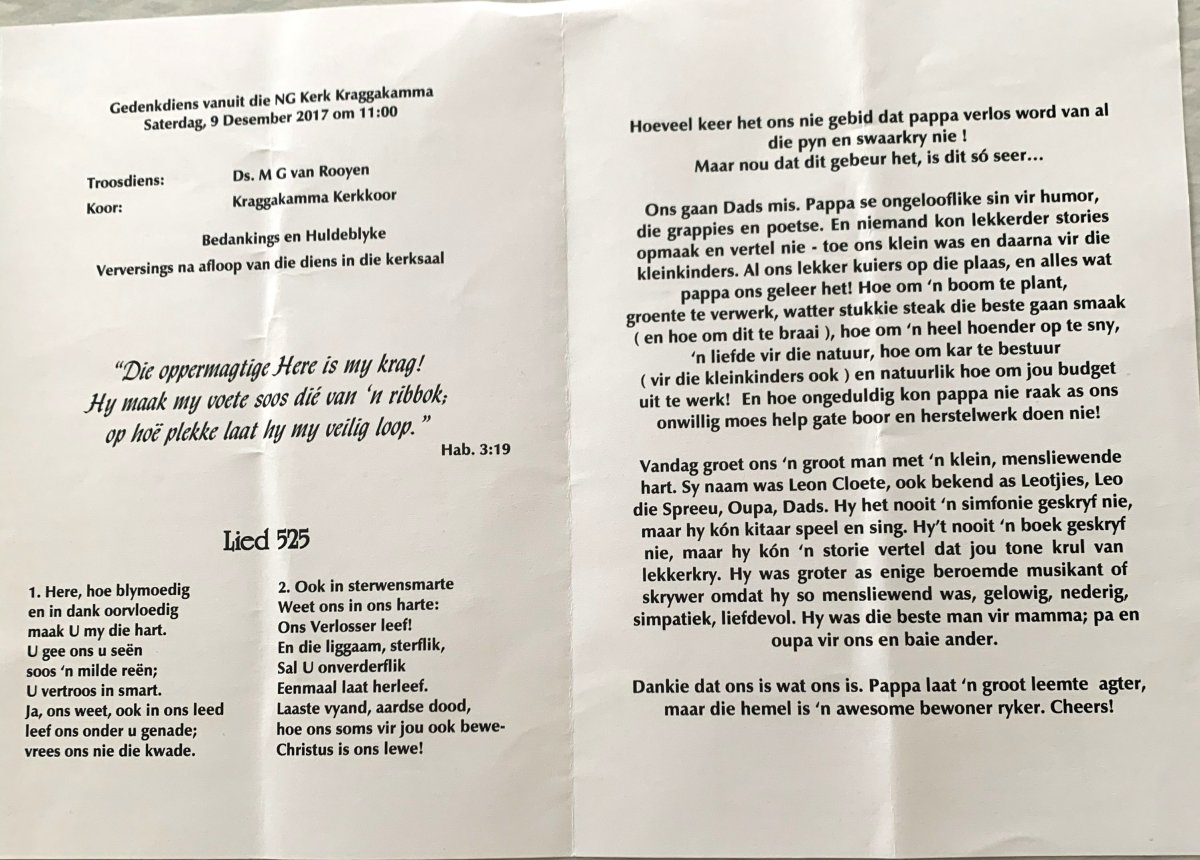 Gedenkdiens vanuit die NG Kerk Kraggakamma
Saterdag, 9 Desember 2017 om 11:00
Troosdiens: Ds. M G van Rooyen
Koor: Kraggakamma Kerkkoor
Bedankings en Huldeblyke
Verversings na afloop van die diens in die kerksaal
“Die oppermagtige Here is my krag!
Hy maak my voete soos dié van ‘n ribbok;
op hoë plekke laat hy my veilig loop.”
Hab. 3:19
Lied 525
1. Here, hoe blymoedig
en in dank oorvloedig
maak U my die hart.
U gee ons u seën
soos ‘n milde reën;
U vertroos in smart.
Ja, ons weet, ook in ons leed
leef ons onder u genade;
vrees ons nie die kwade.
2. Ook in sterwensmarte
Weet ons in ons harte:
Ons Verlosser leef!
En die liggaam, sterflik,
Sal U onverderflik
Eenmaal laat herleef.
Laaste vyand, aardse dood,
hoe ons soms vir jou ook bewe-
Christus is ons lewe!
Hoeveel keer het ons nie gebid dat pappa verlos word van al
die pyn en swaarkry nie !
Maar nou dat dit gebeur het, is dit só seer...
Ons gaan Dads mis. Pappa se ongelooflike sin vir humor,
die grappies en poetse. En niemand kon lekkerder stories
opmaak en vertel nie - toe ons klein was en daarna vir die
kleinkinders. Al ons lekker kuiers op die plaas, en alles wat
pappa ons geleer het! Hoe om ‘n boom te plant,
groente te verwerk, watter stukkie steak die beste gaan smaak
( en hoe om dit te braai ), hoe om ‘n heel hoender op te sny,
‘n liefde vir die natuur, hoe om kar te bestuur
( vir die kleinkinders ook ) en natuurlik hoe om jou budget
uit te werk! En hoe ongeduldig kon pappa nie raak as ons
onwillig moes help gate boor en herstelwerk doen nie!
Vandag groet ons ‘n groot man met ‘n klein, mensliewende
hart. Sy naam was Leon Cloete, ook bekend as Leotjies, Leo
die Spreeu, Oupa, Dads. Hy het nooit ‘n simfonie geskryf nie,
maar hy kón kitaar speel en sing. Hy’t nooit ‘n boek geskryf
nie, maar hy kón ‘n storie vertel dat jou tone krul van
lekkerkry. Hy was groter as enige beroemde musikant of
skrywer omdat hy so mensliewend was, gelowig, nederig,
simpatiek, liefdevol. Hy was die beste man vir mamma; pa en
oupa vir ons en baie ander.
Dankie dat ons is wat ons is. Pappa laat ‘n groot leemte agter,
maar die hemel is ‘n awesome bewoner ryker. Cheers!